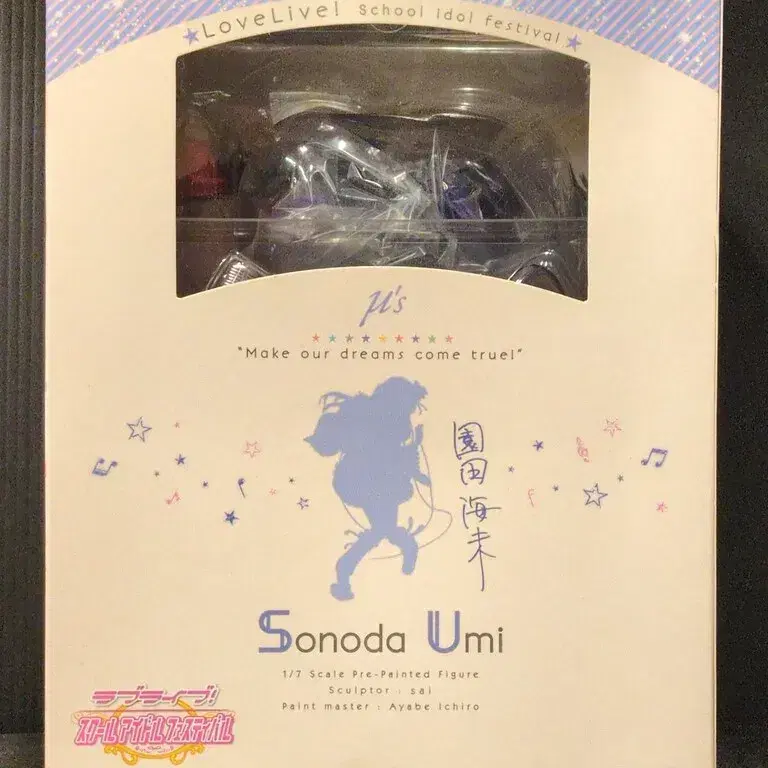 LoveLive! School idol festival
μ's
"Make our dreams come true!"
園田海未
Sonoda Umi
1/7 Scale Pre-Painted Figure
Sculptor : sai
Paint master : Ayabe Ichiro
ラブライブ!
スクールアイドルフェスティバル